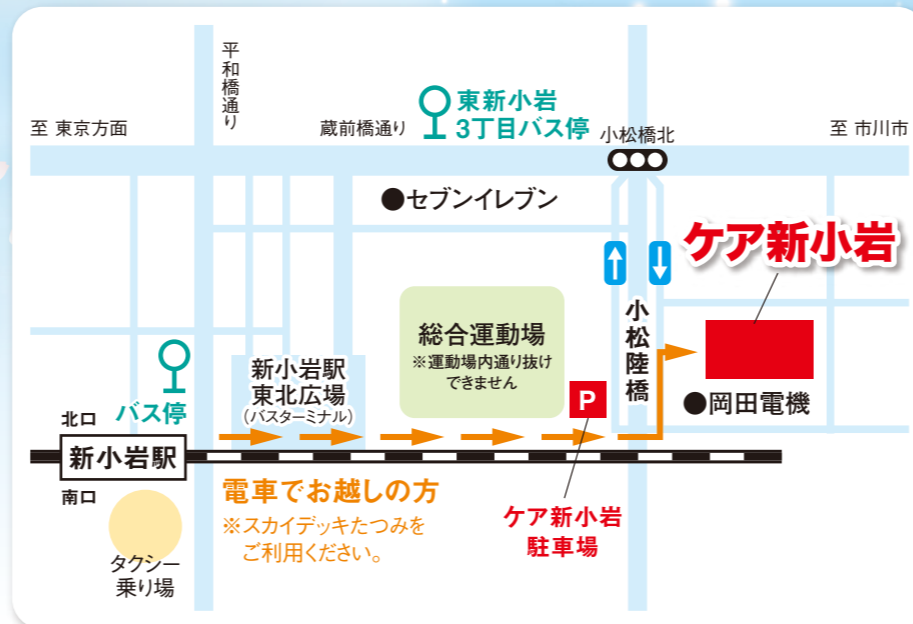 平和橋通り
東新小岩
3丁目バス停
至 東京方面
蔵前橋通り
小松橋北
至 市川市
●セブンイレブン
ケア新小岩
小松陸橋
総合運動場
※運動場内通り抜け
できません
新小岩駅
東北広場
(バスターミナル)
P
●岡田電機
バス停
北口
新小岩駅
南口
電車でお越しの方
※スカイデッキたつみを
ご利用ください。
ケア新小岩
駐車場
タクシー
乗り場